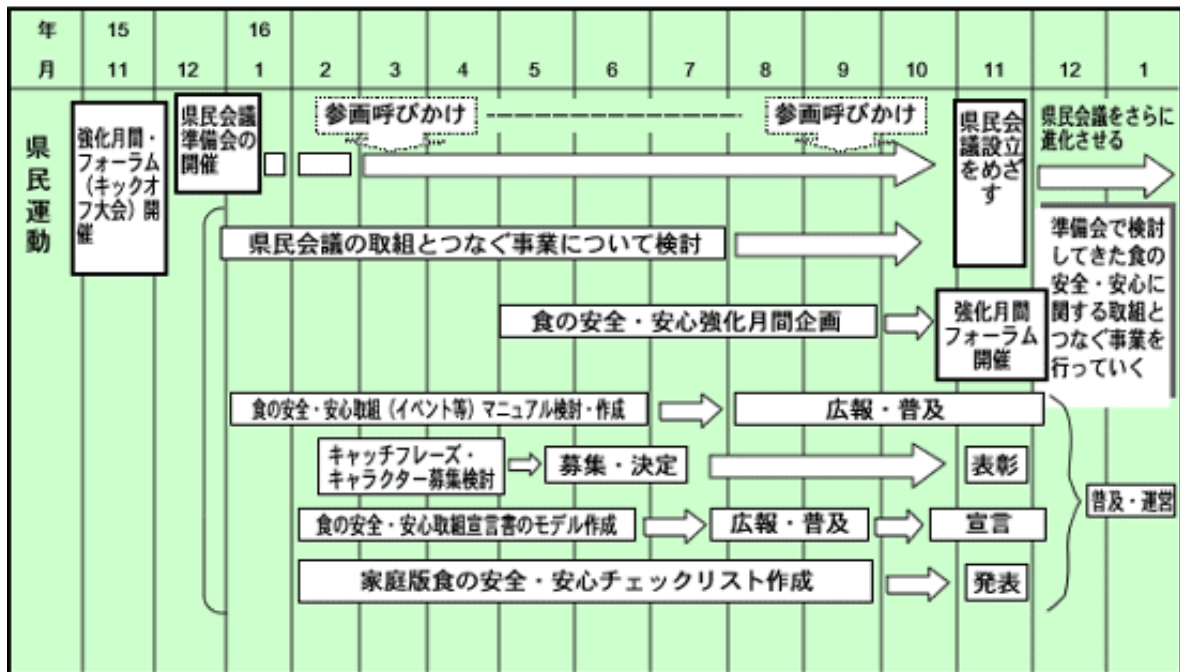 年 15 16
月 11 12 1 2 3 4 5 6 7 8 9 10 11 12 1
県民運動
強化月間・
フォーラム
(キックオ
フ大会)開
催
県民会議
準備会の
開催
参画呼びかけ
参画呼びかけ
県民会
議設立
をめざ
す
県民会議をさらに
進化させる
県民会議の取組とつなぐ事業について検討
準備会で検討
してきた食の
安全・安心に
関する取組と
つなぐ事業を
行っていく
食の安全・安心強化月間企画
強化月間
フォーラム
開催
食の安全・安心取組(イベント等)マニュアル検討・作成
広報・普及
キャッチフレーズ・
キャラクター募集検討
募集・決定
表彰
普及・運営
食の安全・安心取組宣言書のモデル作成
広報・普及
宣言
家庭版食の安全・安心チェックリスト作成
発表